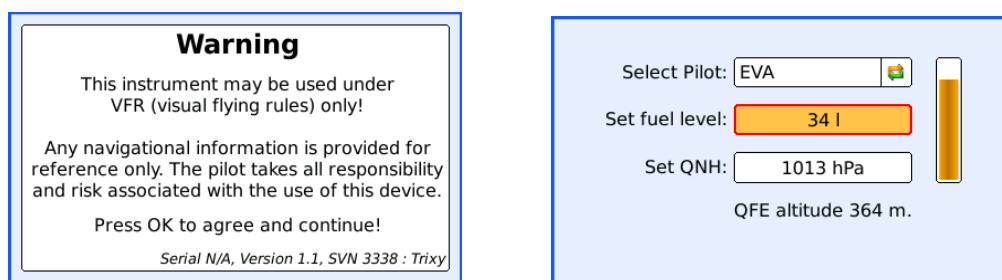 Warning
This instrument may be used under
VFR (visual flying rules) only!
Any navigational information is provided for
reference only. The pilot takes all responsibility
and risk associated with the use of this device.
Press OK to agree and continue!
Serial N/A, Version 1.1, SVN 3338 : Trixy
Select Pilot: EVA
Set fuel level: 34 l
Set QNH: 1013 hPa
QFE altitude 364 m.